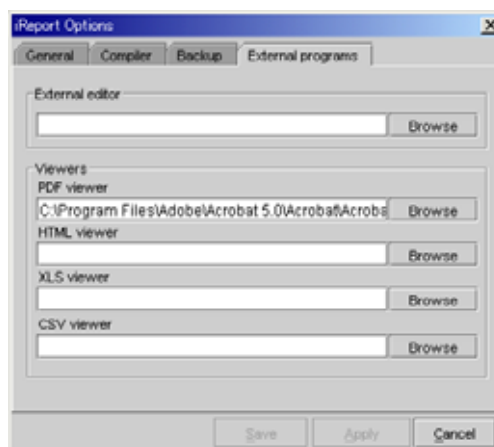 iReport Options
General Compiler Backup External programs
External editor
Browse
Viewers
PDF viewer
C:\Program Files\Adobe\Acrobat 5.0\Acrobat\Acroba Browse
HTML viewer
Browse
XLS viewer
Browse
CSV viewer
Browse
Save Apply Cancel